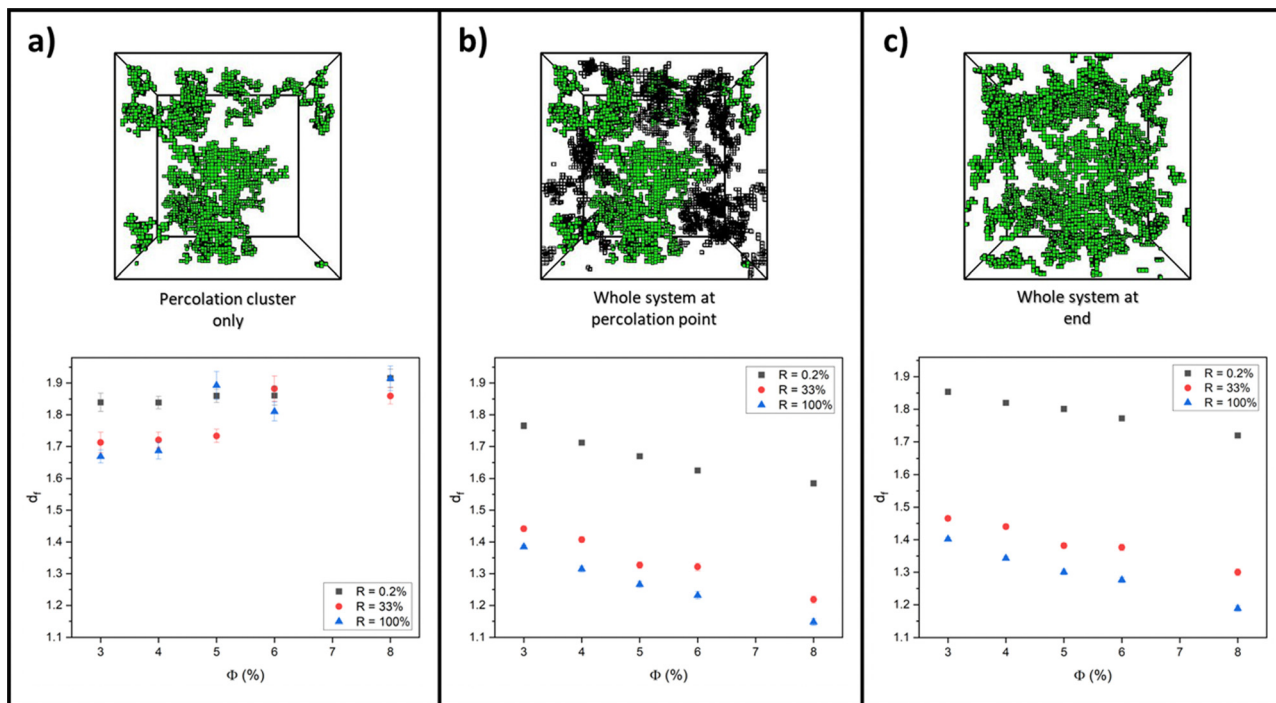 a)
Percolation cluster
only
1.9
1.8
1.7
1.6
1.5
1.4
1.3
1.2
1.1
d_f
R = 0.2%
R = 33%
R = 100%
3 4 5 6 7 8
Φ (%)
b)
Whole system at
percolation point
1.9
1.8
1.7
1.6
1.5
1.4
1.3
1.2
1.1
d_f
R = 0.2%
R = 33%
R = 100%
3 4 5 6 7 8
Φ (%)
c)
Whole system at
end
1.9
1.8
1.7
1.6
1.5
1.4
1.3
1.2
1.1
d_f
R = 0.2%
R = 33%
R = 100%
3 4 5 6 7 8
Φ (%)